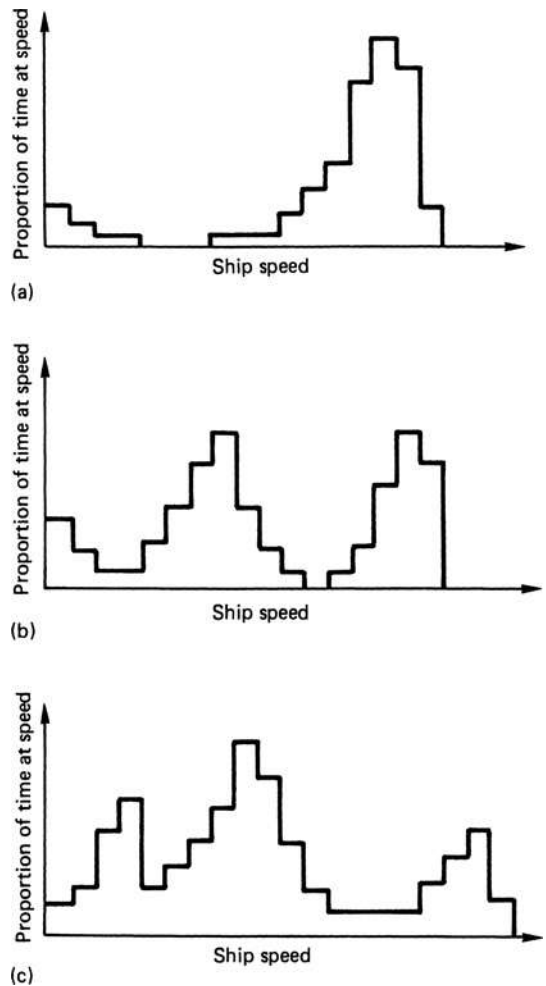 Proportion of time at speed
Ship speed
(a)
Proportion of time at speed
Ship speed
(b)
Proportion of time at speed
Ship speed
(c)